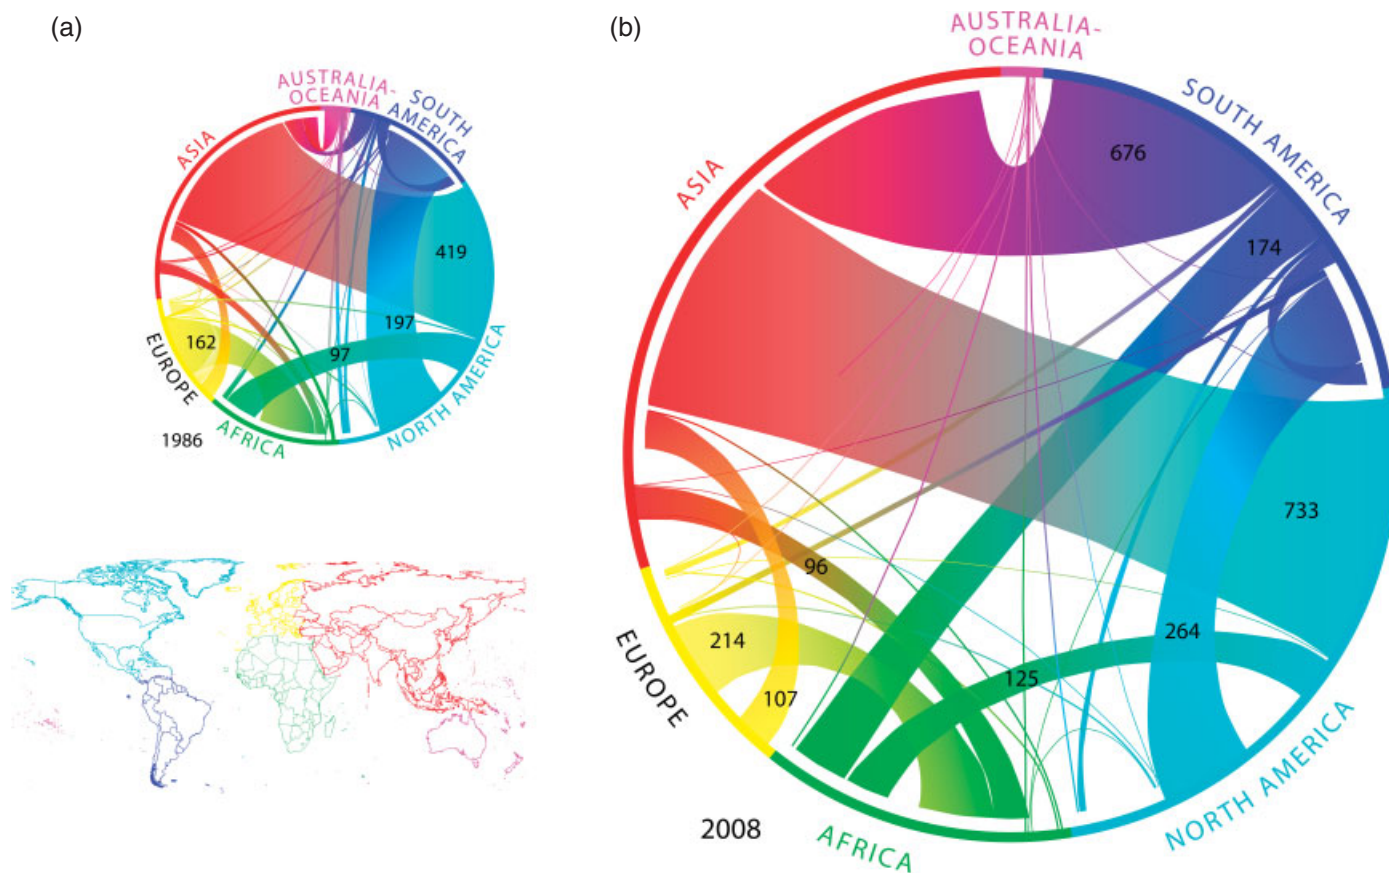 (a)
AUSTRALIA-
OCEANIA
SOUTH
AMERICA
ASIA
419
197
162
97
EUROPE
NORTH AMERICA
AFRICA
1986
(b)
AUSTRALIA-
OCEANIA
SOUTH AMERICA
676
ASIA
174
733
96
264
214
125
107
EUROPE
NORTH AMERICA
2008
AFRICA